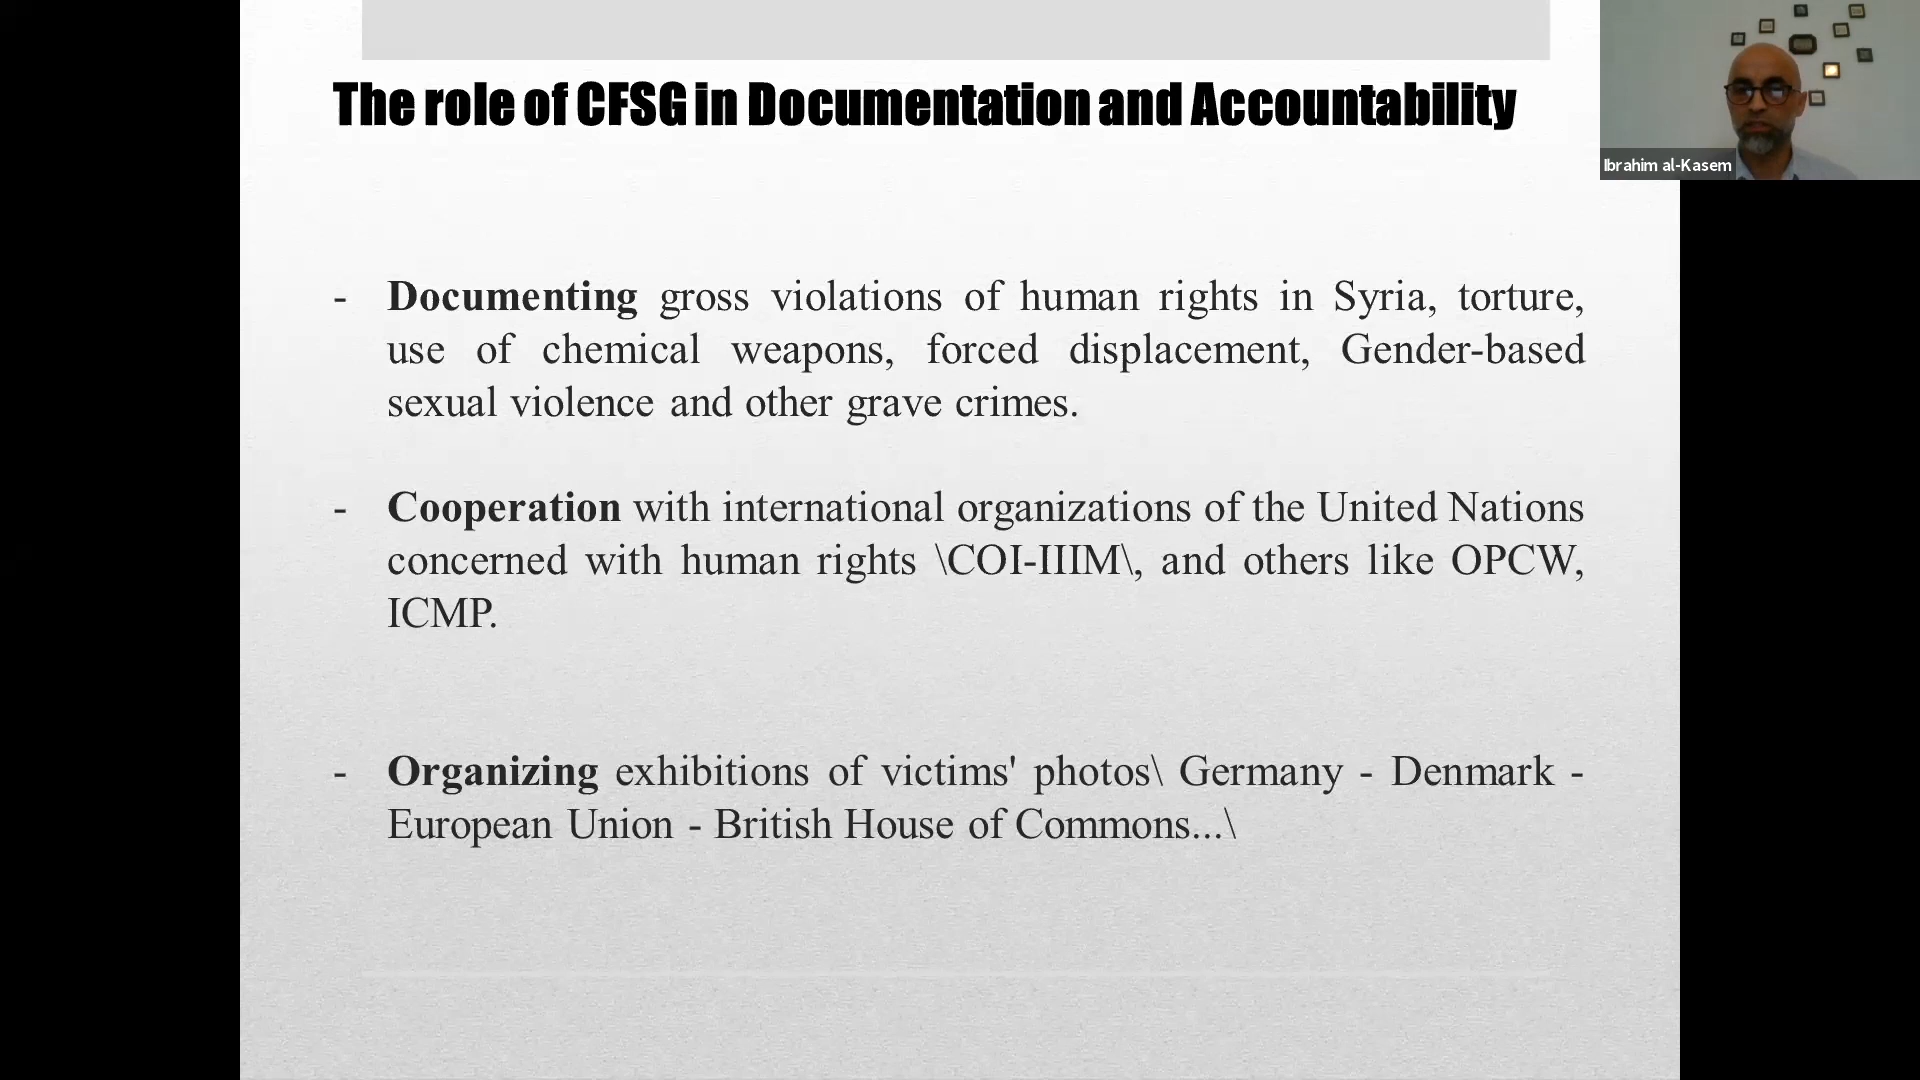 The role of CFSG in Documentation and Accountability
Ibrahim al-Kasem
- Documenting gross violations of human rights in Syria, torture,
use of chemical weapons, forced displacement, Gender-based
sexual violence and other grave crimes.
- Cooperation with international organizations of the United Nations
concerned with human rights \COI-IIIM\, and others like OPCW,
ICMP.
- Organizing exhibitions of victims' photos\ Germany - Denmark -
European Union - British House of Commons...\